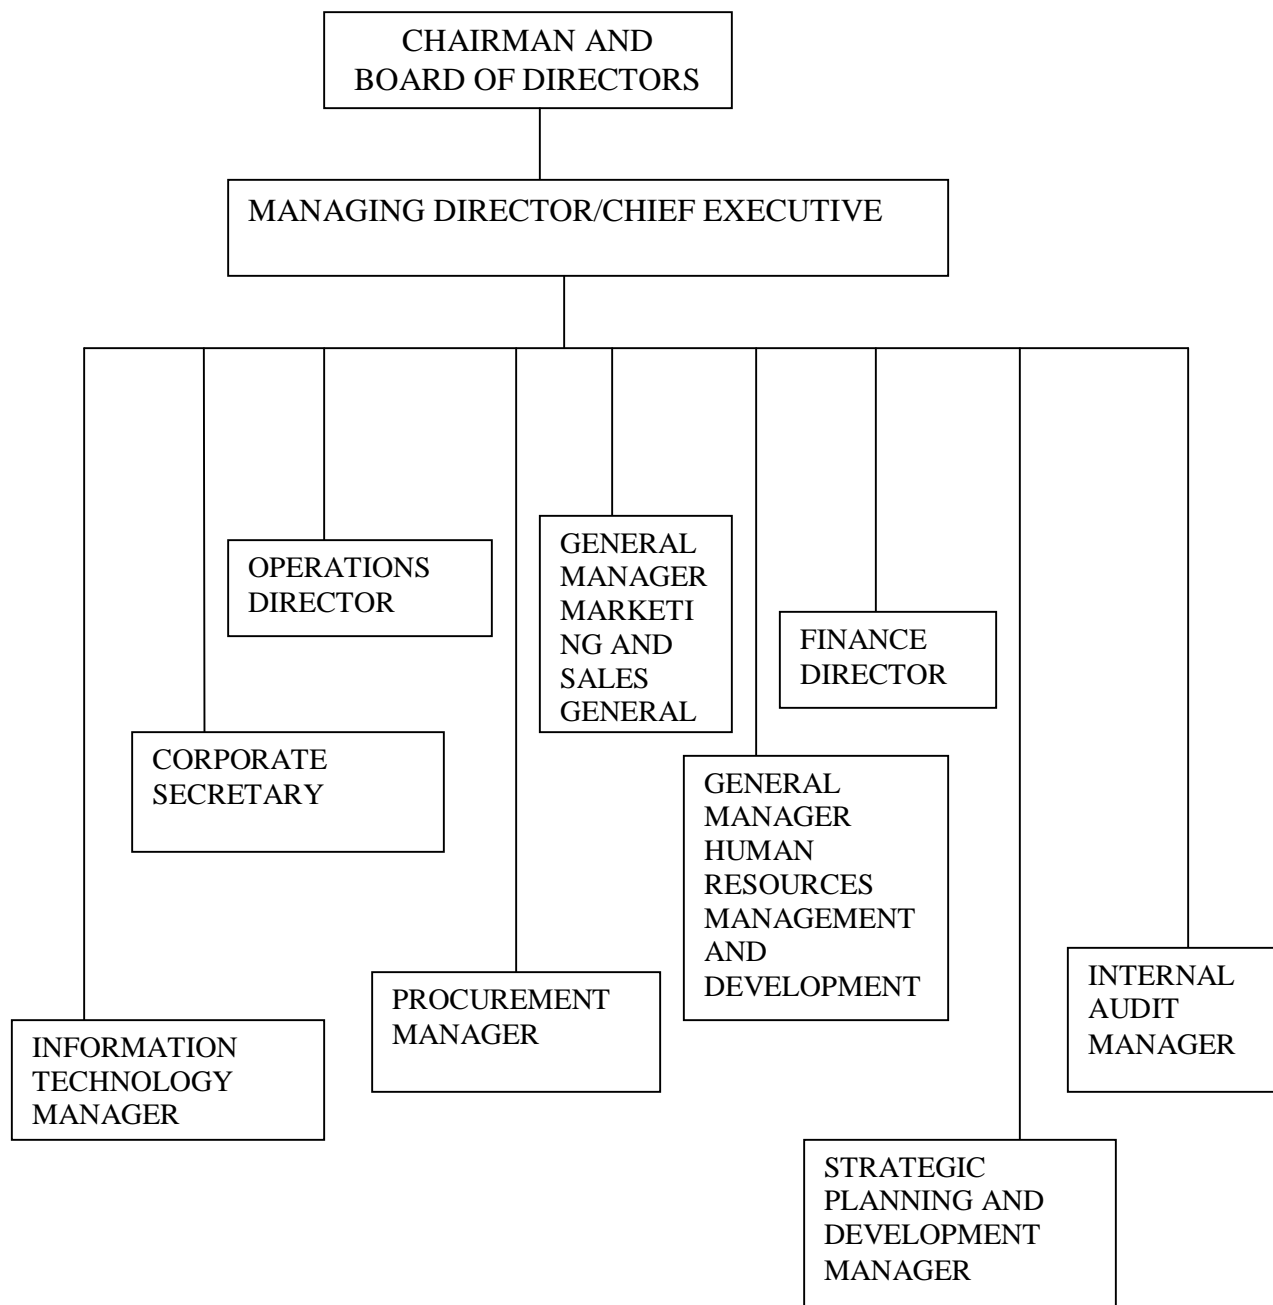 CHAIRMAN AND
BOARD OF DIRECTORS
MANAGING DIRECTOR/CHIEF EXECUTIVE
OPERATIONS
DIRECTOR
GENERAL
MANAGER
MARKETI
NG AND
SALES
GENERAL
FINANCE
DIRECTOR
CORPORATE
SECRETARY
GENERAL
MANAGER
HUMAN
RESOURCES
MANAGEMENT
AND
DEVELOPMENT
INTERNAL
AUDIT
MANAGER
PROCUREMENT
MANAGER
INFORMATION
TECHNOLOGY
MANAGER
STRATEGIC
PLANNING AND
DEVELOPMENT
MANAGER